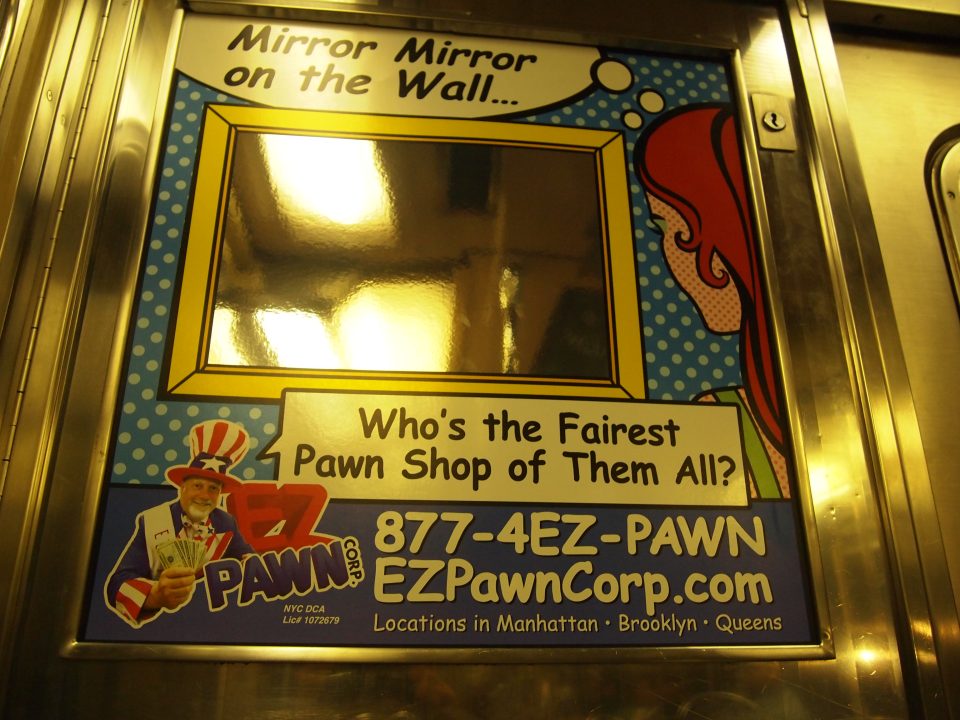 Mirror Mirror
on the Wall...
Who's the Fairest
Pawn Shop of Them All?
EZ
PAWN CORP.
NYC DCA
Lic# 1072679
877-4EZ-PAWN
EZPawnCorp.com
Locations in Manhattan • Brooklyn • Queens